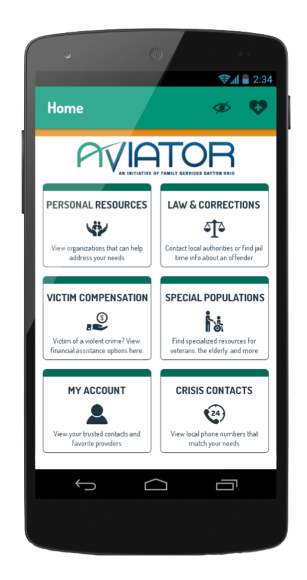 2:34
Home
AVIATOR
AN INITIATIVE OF FAMILY SERVICES DAYTON OHIO
PERSONAL RESOURCES
View organizations that can help
address your needs
LAW & CORRECTIONS
Contact local authorities or find jail
time info about an offender
VICTIM COMPENSATION
$
Victim of a violent crime? View
financial assistance options here.
SPECIAL POPULATIONS
Find specialized resources for
veterans, the elderly, and more
MY ACCOUNT
View your trusted contacts and
favorite providers
CRISIS CONTACTS
24
View local phone numbers that
match your needs